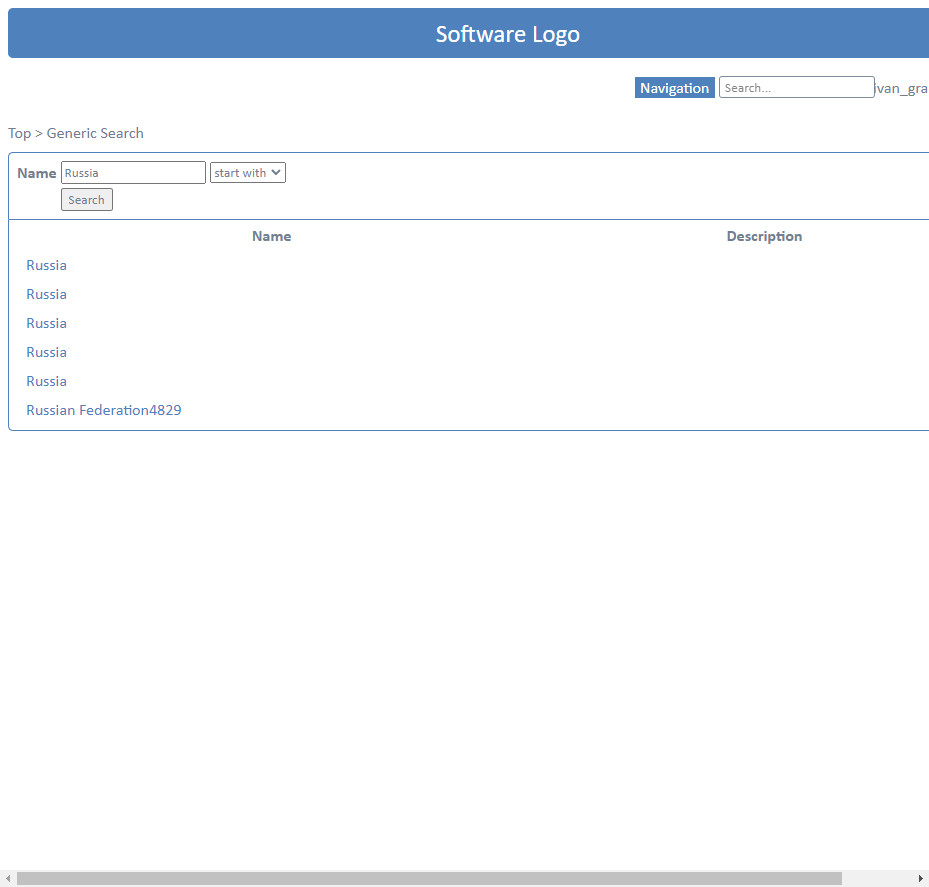 Software Logo
Navigation Search... ivan_gra
Top > Generic Search
Name Russia start with
Search
Name Description
Russia
Russia
Russia
Russia
Russia
Russian Federation4829